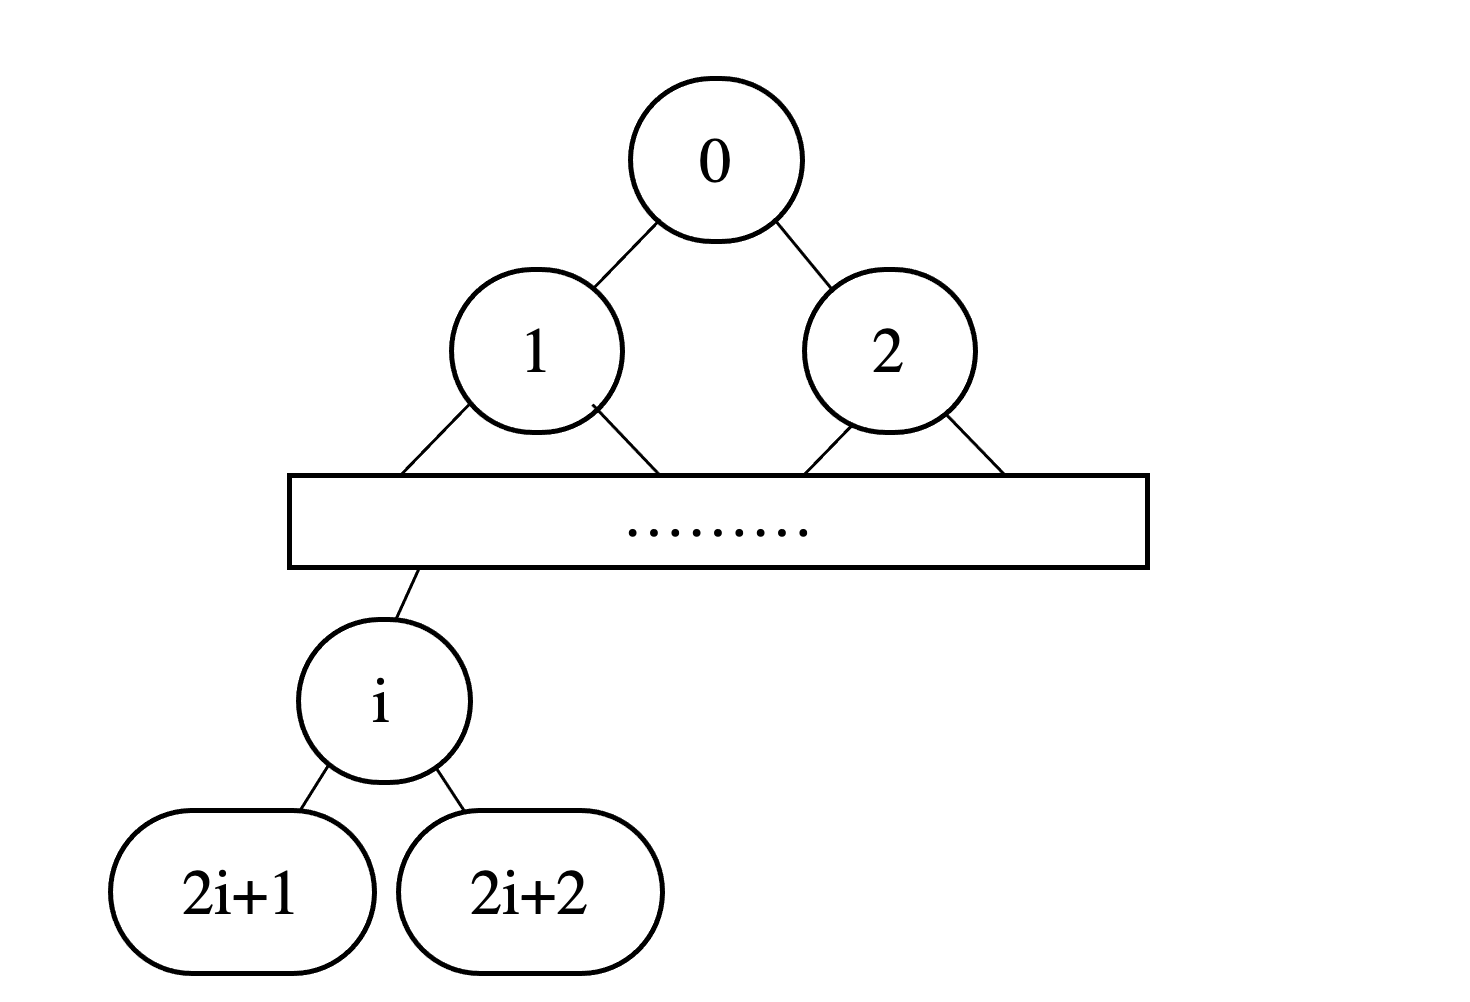 0
1 2
.........
i
2i+1 2i+2